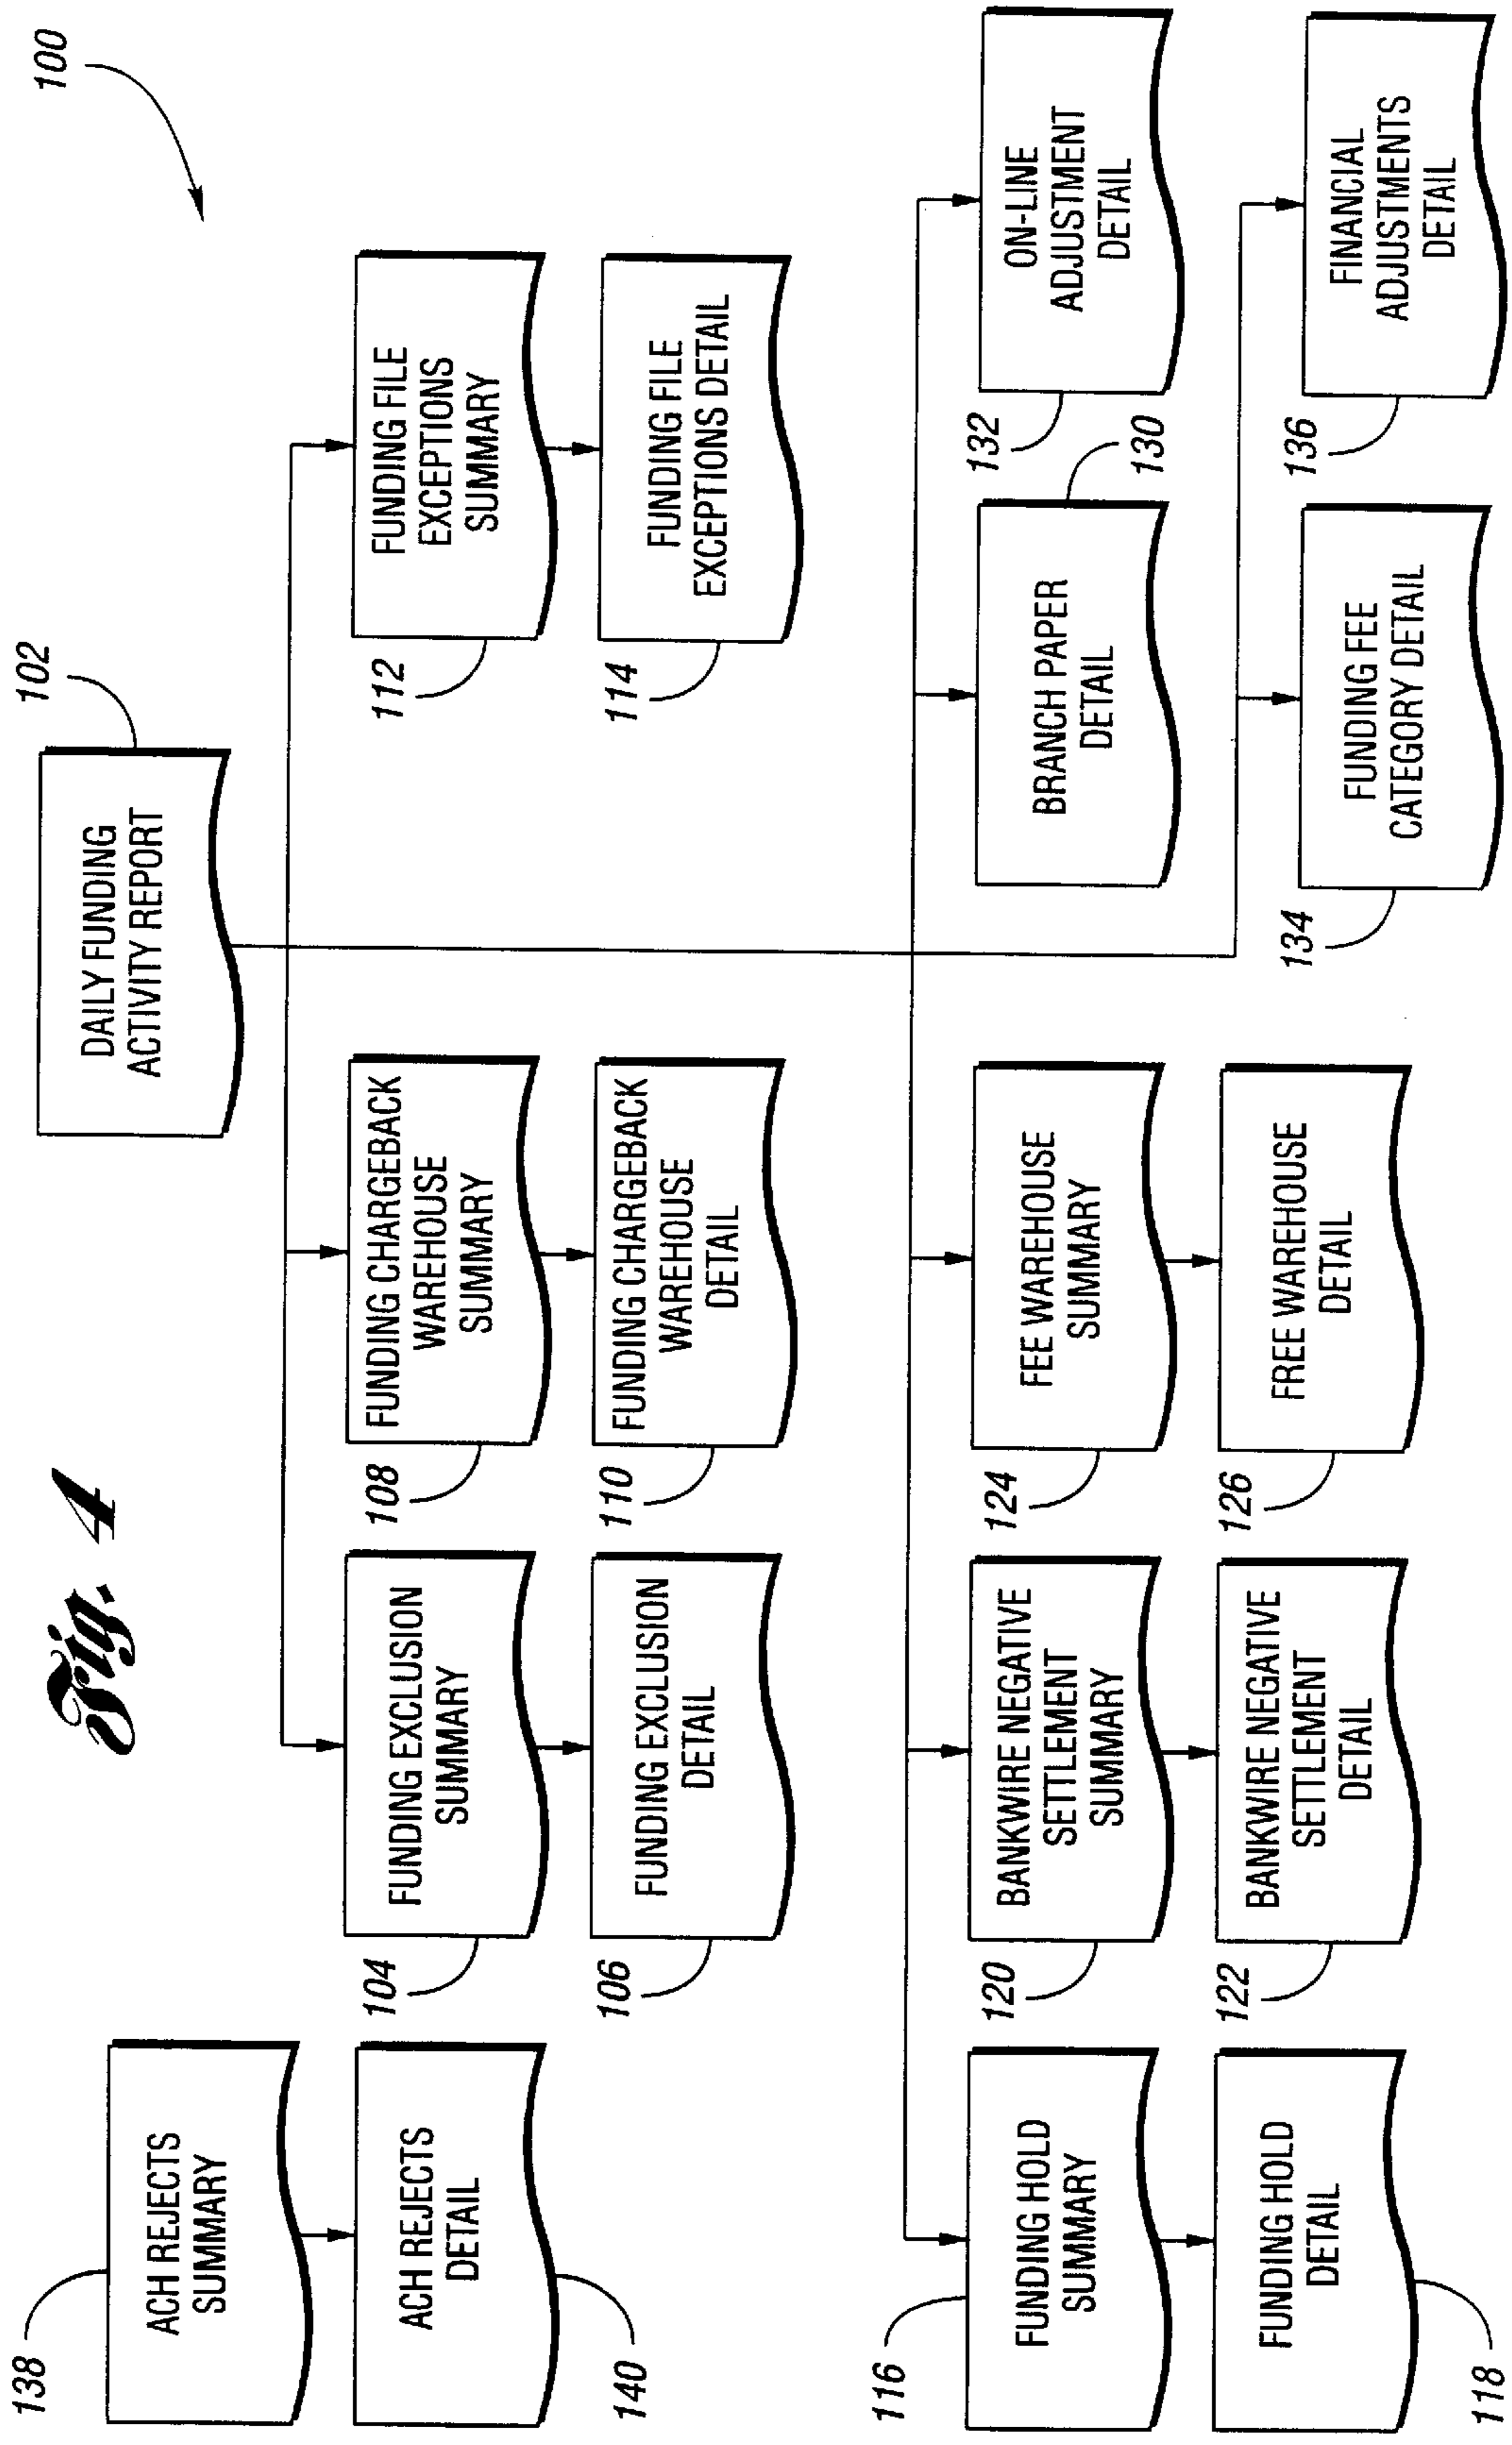 Fig. 4
100
102
DAILY FUNDING
ACTIVITY REPORT
138
ACH REJECTS
SUMMARY
ACH REJECTS
DETAIL
140
FUNDING EXCLUSION
SUMMARY
104
FUNDING EXCLUSION
DETAIL
106
FUNDING CHARGEBACK
WAREHOUSE
SUMMARY
108
FUNDING CHARGEBACK
WAREHOUSE
DETAIL
110
FUNDING FILE
EXCEPTIONS
SUMMARY
112
FUNDING FILE
EXCEPTIONS DETAIL
114
116
FUNDING HOLD
SUMMARY
FUNDING HOLD
DETAIL
118
BANKWIRE NEGATIVE
SETTLEMENT
SUMMARY
120
BANKWIRE NEGATIVE
SETTLEMENT
DETAIL
122
FEE WAREHOUSE
SUMMARY
124
FREE WAREHOUSE
DETAIL
126
BRANCH PAPER
DETAIL
130
ON-LINE
ADJUSTMENT
DETAIL
132
FUNDING FEE
CATEGORY DETAIL
134
FINANCIAL
ADJUSTMENTS
DETAIL
136